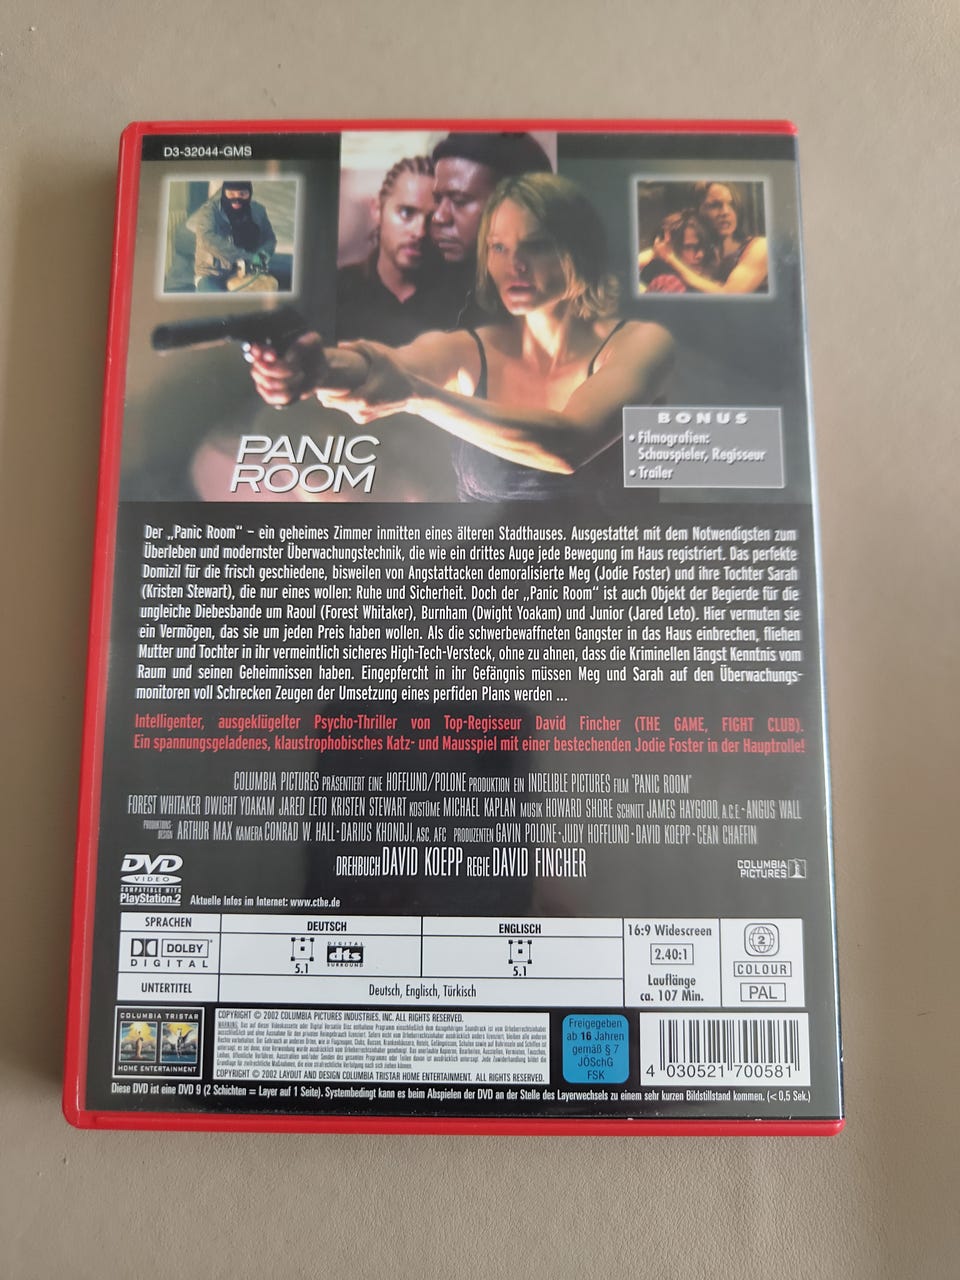 D3-32044-GMS
BONUS
• Filmografien:
Schauspieler, Regisseur
• Trailer
PANIC
ROOM
Der „Panic Room“ – ein geheimes Zimmer inmitten eines älteren Stadthauses. Ausgestattet mit dem Notwendigsten zum
Überleben und modernster Überwachungstechnik, die wie ein drittes Auge jede Bewegung im Haus registriert. Das perfekte
Domizil für die frisch geschiedene, bisweilen von Angstattacken demoralisierte Meg (Jodie Foster) und ihre Tochter Sarah
(Kristen Stewart), die nur eines wollen: Ruhe und Sicherheit. Doch der „Panic Room“ ist auch Objekt der Begierde für die
ungleiche Diebesbande um Raoul (Forest Whitaker), Burnham (Dwight Yoakam) und Junior (Jared Leto). Hier vermuten sie
ein Vermögen, das sie um jeden Preis haben wollen. Als die schwerbewaffneten Gangster in das Haus einbrechen, fliehen
Mutter und Tochter in ihr vermeintlich sicheres High-Tech-Versteck, ohne zu ahnen, dass die Kriminellen längst Kenntnis vom
Raum und seinen Geheimnissen haben. Eingepfercht in ihr Gefängnis müssen Meg und Sarah auf den Überwachungs-
monitoren voll Schrecken Zeugen der Umsetzung eines perfiden Plans werden ...
Intelligenter, ausgeklügelter Psycho-Thriller von Top-Regisseur David Fincher (THE GAME, FIGHT CLUB).
Ein spannungsgeladenes, klaustrophobisches Katz- und Mausspiel mit einer bestechenden Jodie Foster in der Hauptrolle!
COLUMBIA PICTURES PRÄSENTIERT EINE HOFFLUND/POLONE PRODUKTION EIN INDELIBLE PICTURES FILM "PANIC ROOM"
FOREST WHITAKER DWIGHT YOAKAM JARED LETO KRISTEN STEWART KOSTÜME MICHAEL KAPLAN MUSIK HOWARD SHORE SCHNITT JAMES HAYGOOD, A.C.E. · ANGUS WALL
PRODUKTIONS-DESIGN ARTHUR MAX KAMERA CONRAD W. HALL · DARIUS KHONDJI, ASC, AFC PRODUZENTEN GAVIN POLONE · JUDY HOFFLUND · DAVID KOEPP · CEAN CHAFFIN
DREHBUCH DAVID KOEPP REGIE DAVID FINCHER
DVD
VIDEO
COMPATIBLE WITH
PlayStation.2
Aktuelle Infos im Internet: www.cthe.de
COLUMBIA
PICTURES
SPRACHEN
DEUTSCH
ENGLISCH
DOLBY
DIGITAL
5.1
DIGITAL
dts
SURROUND
5.1
UNTERTITEL
Deutsch, Englisch, Türkisch
16:9 Widescreen
2.40:1
Lauflänge
ca. 107 Min.
2
COLOUR
PAL
COLUMBIA TRISTAR
HOME ENTERTAINMENT
COPYRIGHT © 2002 COLUMBIA PICTURES INDUSTRIES, INC. ALL RIGHTS RESERVED.
COPYRIGHT © 2002 LAYOUT AND DESIGN COLUMBIA TRISTAR HOME ENTERTAINMENT. ALL RIGHTS RESERVED.
Freigegeben
ab 16 Jahren
gemäß § 7
JÖSchG
FSK
4 030521 700581
Diese DVD ist eine DVD 9 (2 Schichten = Layer auf 1 Seite). Systembedingt kann es beim Abspielen der DVD an der Stelle des Layerwechsels zu einem sehr kurzen Bildstillstand kommen. (< 0,5 Sek.)